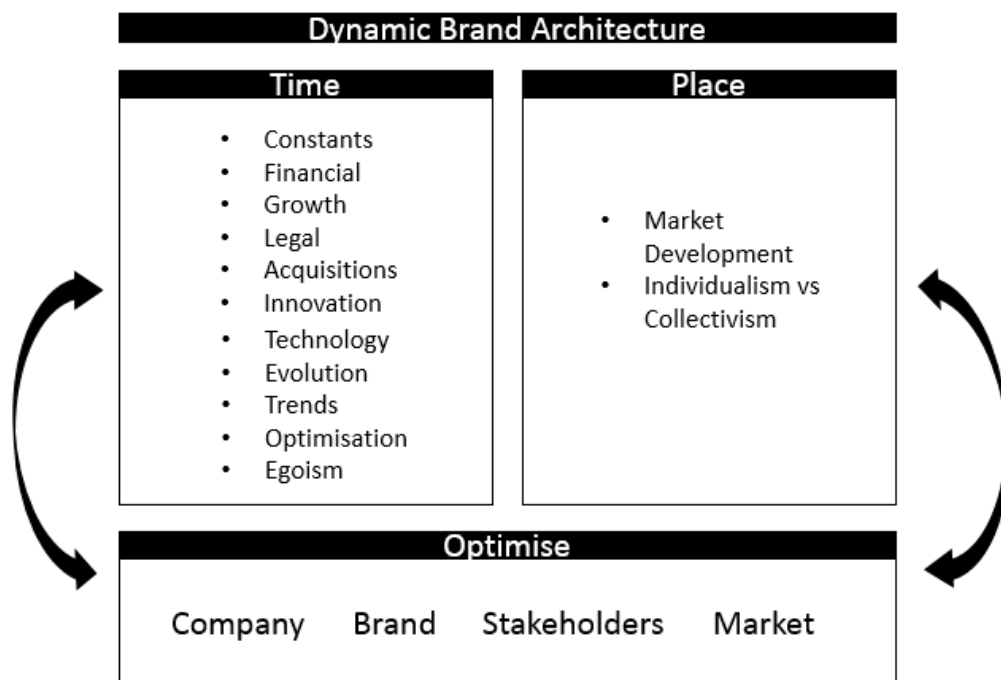 Dynamic Brand Architecture
Time
• Constants
• Financial
• Growth
• Legal
• Acquisitions
• Innovation
• Technology
• Evolution
• Trends
• Optimisation
• Egoism
Place
• Market
Development
• Individualism vs
Collectivism
Optimise
Company Brand Stakeholders Market